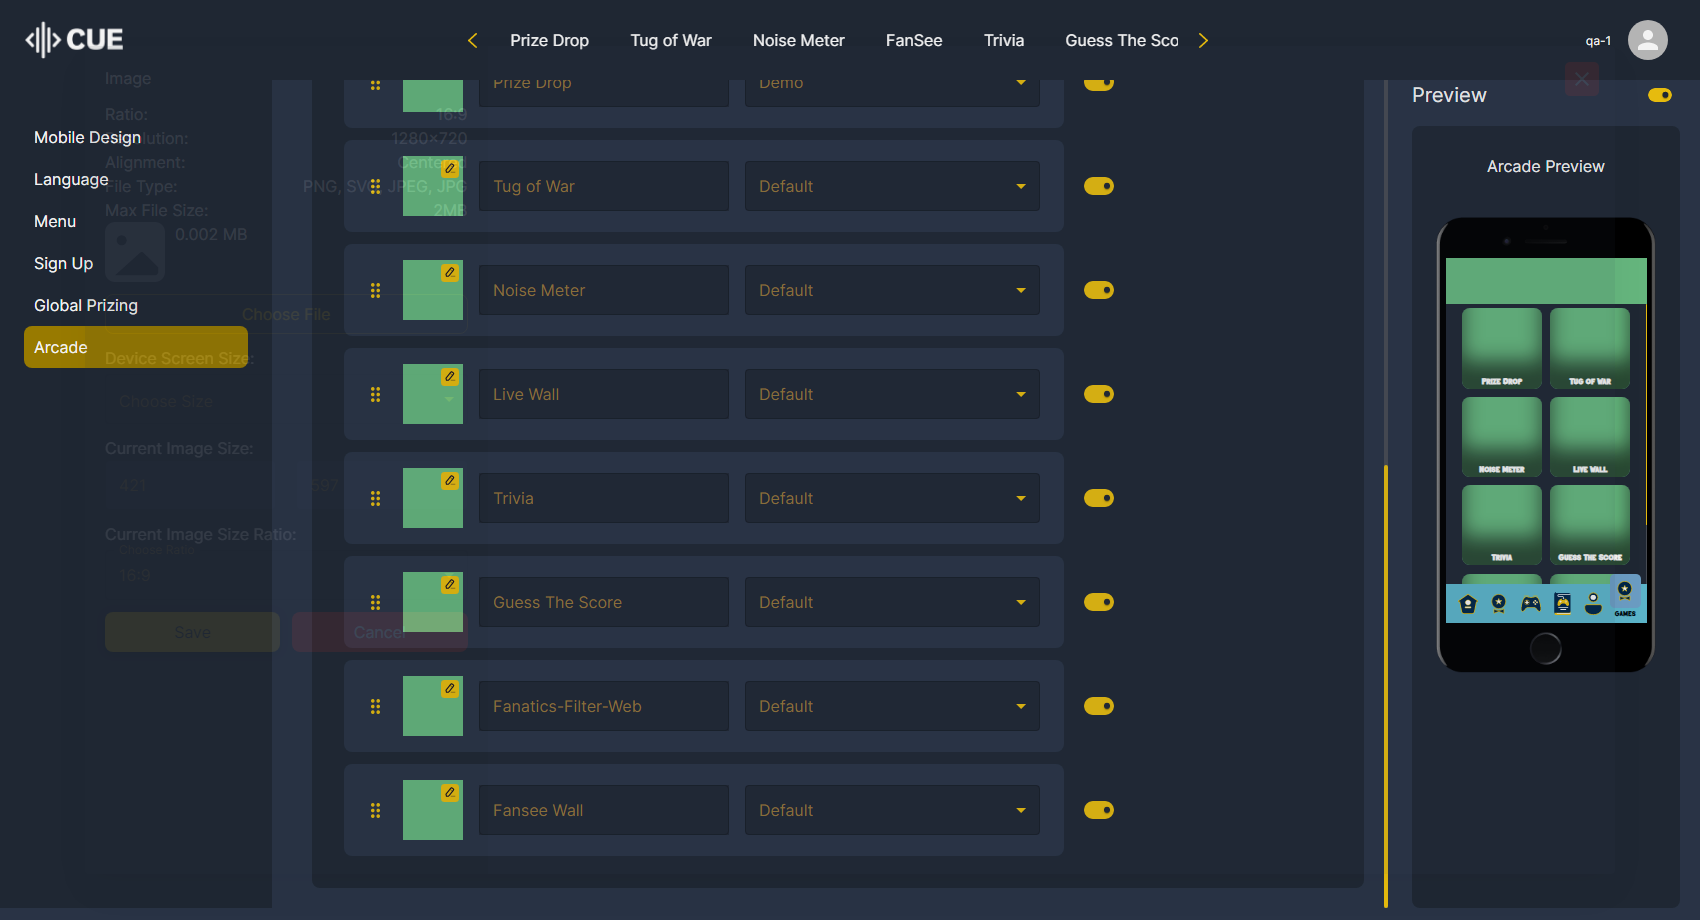 CUE
Prize Drop
Tug of War
Noise Meter
FanSee
Trivia
Guess The Sco
qa-1
Image
Ratio:
16:9
Resolution:
1280×720
Alignment:
Centered
File Type:
PNG, SVG, JPEG, JPG
Max File Size:
2MB
0.002 MB
Choose File
Device Screen Size:
Choose Size
Current Image Size:
421
597
Current Image Size Ratio:
Choose Ratio
16:9
Save
Cancel
Mobile Design
Language
Menu
Sign Up
Global Prizing
Arcade
Prize Drop
Demo
Tug of War
Default
Noise Meter
Default
Live Wall
Default
Trivia
Default
Guess The Score
Default
Fanatics-Filter-Web
Default
Fansee Wall
Default
Preview
Arcade Preview
Prize Drop
Tug of War
Noise Meter
Live Wall
Trivia
Guess The Score
GAMES